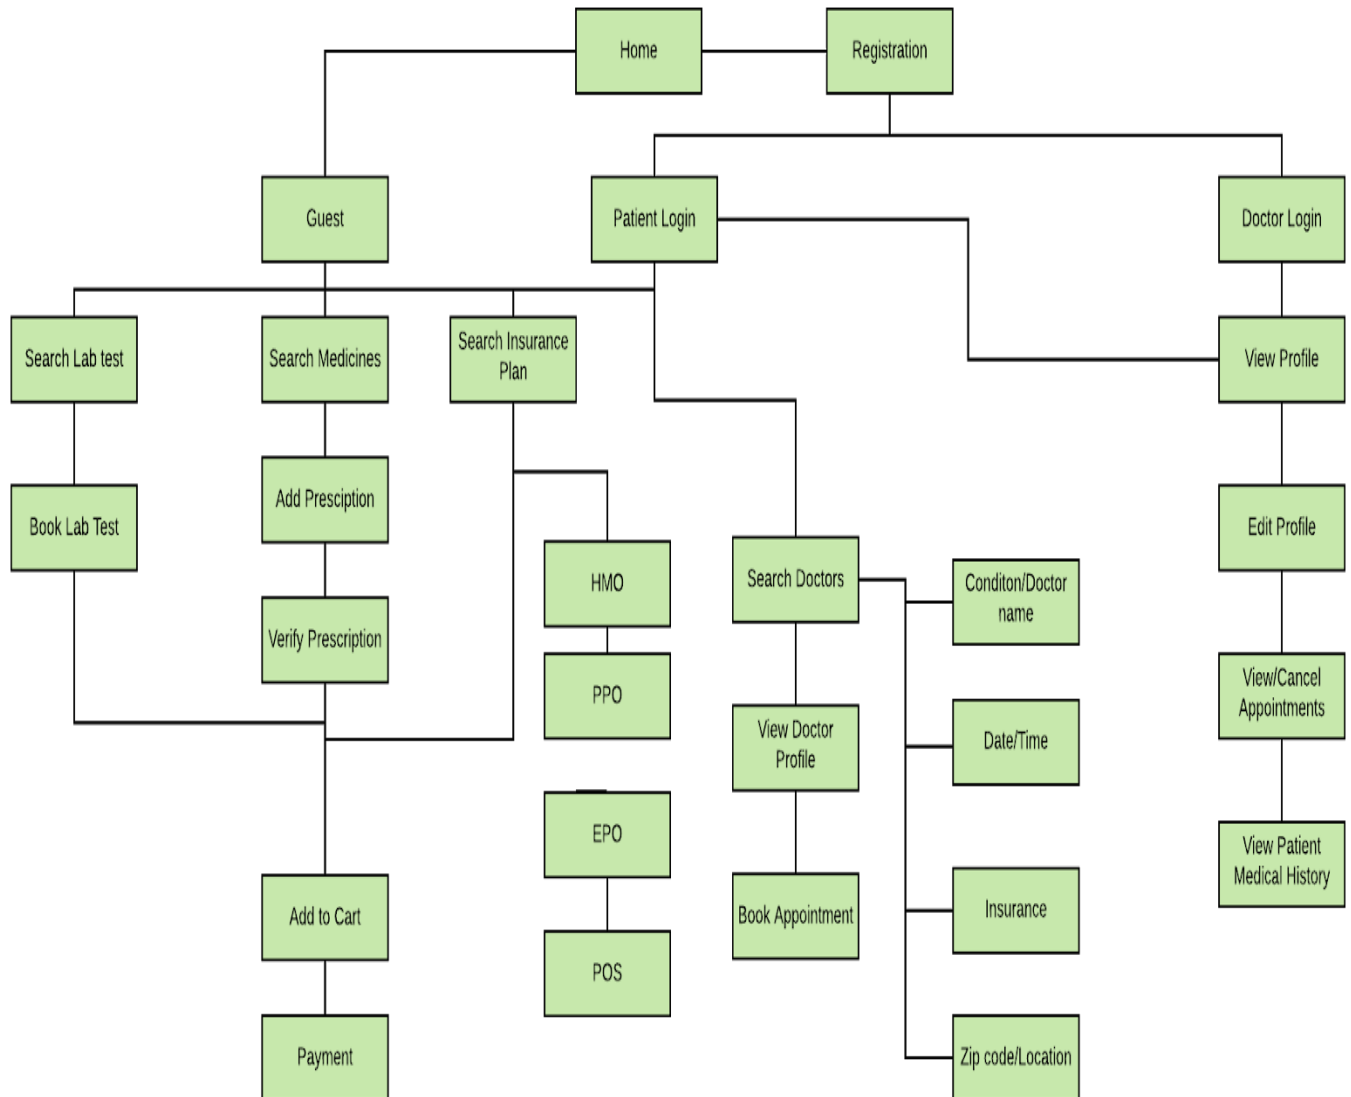 Home
Registration
Guest
Patient Login
Doctor Login
Search Lab test
Search Medicines
Search Insurance
Plan
View Profile
Add Presciption
Book Lab Test
Edit Profile
HMO
Search Doctors
Conditon/Doctor
name
Verify Prescription
PPO
View Doctor
Profile
Date/Time
View/Cancel
Appointments
EPO
View Patient
Medical History
Add to Cart
Book Appointment
Insurance
POS
Payment
Zip code/Location